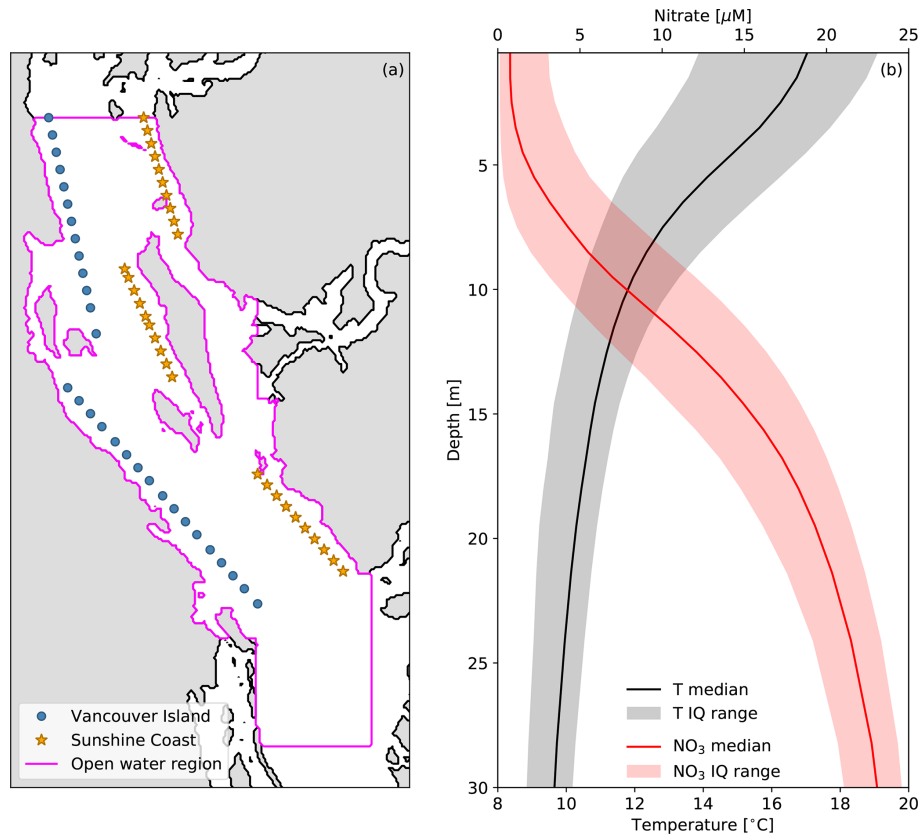 (a)
Vancouver Island
Sunshine Coast
Open water region
Nitrate [μM]
0 5 10 15 20 25
(b)
Depth [m]
5
10
15
20
25
30
T median
T IQ range
NO₃ median
NO₃ IQ range
8 10 12 14 16 18 20
Temperature [°C]